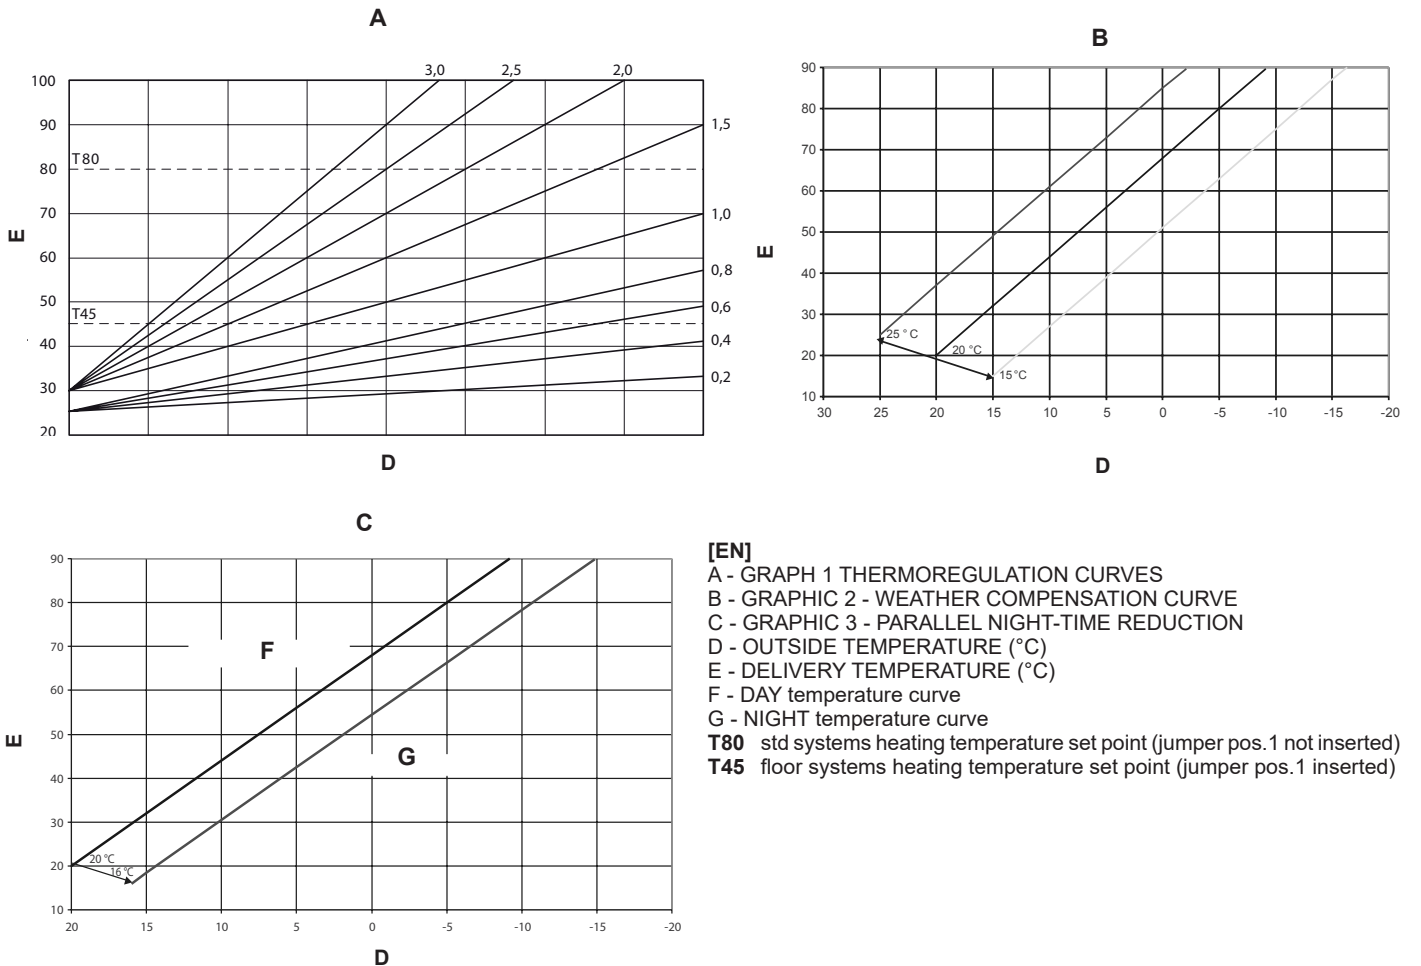 A
3,0 2,5 2,0
100
90
80
70
60
50
40
30
20
T80
T45
1,5
1,0
0,8
0,6
0,4
0,2
E
D
B
90
80
70
60
50
40
30
20
10
25 ° C
20 °C
15 °C
30 25 20 15 10 5 0 -5 -10 -15 -20
E
D
C
90
80
70
60
50
40
30
20
10
F
G
20 °C
16 °C
20 15 10 5 0 -5 -10 -15 -20
E
D
[EN]
A - GRAPH 1 THERMOREGULATION CURVES
B - GRAPHIC 2 - WEATHER COMPENSATION CURVE
C - GRAPHIC 3 - PARALLEL NIGHT-TIME REDUCTION
D - OUTSIDE TEMPERATURE (°C)
E - DELIVERY TEMPERATURE (°C)
F - DAY temperature curve
G - NIGHT temperature curve
T80 std systems heating temperature set point (jumper pos.1 not inserted)
T45 floor systems heating temperature set point (jumper pos.1 inserted)